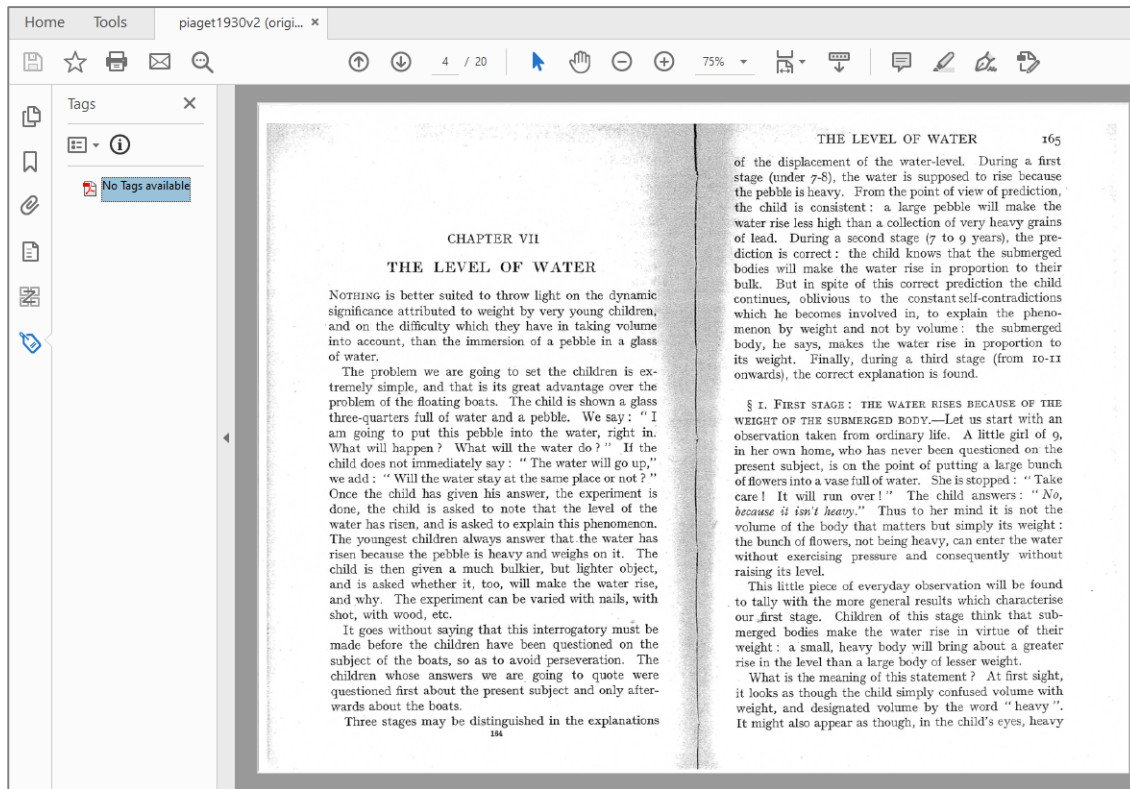 Home Tools piaget1930v2 (origi... ×
4 / 20 75%
Tags ×
No Tags available
CHAPTER VII
THE LEVEL OF WATER
NOTHING is better suited to throw light on the dynamic
significance attributed to weight by very young children,
and on the difficulty which they have in taking volume
into account, than the immersion of a pebble in a glass
of water.
The problem we are going to set the children is ex-
tremely simple, and that is its great advantage over the
problem of the floating boats. The child is shown a glass
three-quarters full of water and a pebble. We say: “ I
am going to put this pebble into the water, right in.
What will happen? What will the water do? ” If the
child does not immediately say: “ The water will go up,”
we add: “ Will the water stay at the same place or not? ”
Once the child has given his answer, the experiment is
done, the child is asked to note that the level of the
water has risen, and is asked to explain this phenomenon.
The youngest children always answer that the water has
risen because the pebble is heavy and weighs on it. The
child is then given a much bulkier, but lighter object,
and is asked whether it, too, will make the water rise,
and why. The experiment can be varied with nails, with
shot, with wood, etc.
It goes without saying that this interrogatory must be
made before the children have been questioned on the
subject of the boats, so as to avoid perseveration. The
children whose answers we are going to quote were
questioned first about the present subject and only after-
wards about the boats.
Three stages may be distinguished in the explanations
164
THE LEVEL OF WATER 165
of the displacement of the water-level. During a first
stage (under 7-8), the water is supposed to rise because
the pebble is heavy. From the point of view of prediction,
the child is consistent: a large pebble will make the
water rise less high than a collection of very heavy grains
of lead. During a second stage (7 to 9 years), the pre-
diction is correct: the child knows that the submerged
bodies will make the water rise in proportion to their
bulk. But in spite of this correct prediction the child
continues, oblivious to the constant self-contradictions
which he becomes involved in, to explain the pheno-
menon by weight and not by volume: the submerged
body, he says, makes the water rise in proportion to
its weight. Finally, during a third stage (from 10-11
onwards), the correct explanation is found.
§ 1. FIRST STAGE: THE WATER RISES BECAUSE OF THE
WEIGHT OF THE SUBMERGED BODY.—Let us start with an
observation taken from ordinary life. A little girl of 9,
in her own home, who has never been questioned on the
present subject, is on the point of putting a large bunch
of flowers into a vase full of water. She is stopped: “ Take
care! It will run over! ” The child answers: “ No,
because it isn't heavy.” Thus to her mind it is not the
volume of the body that matters but simply its weight:
the bunch of flowers, not being heavy, can enter the water
without exercising pressure and consequently without
raising its level.
This little piece of everyday observation will be found
to tally with the more general results which characterise
our first stage. Children of this stage think that sub-
merged bodies make the water rise in virtue of their
weight: a small, heavy body will bring about a greater
rise in the level than a large body of lesser weight.
What is the meaning of this statement? At first sight,
it looks as though the child simply confused volume with
weight, and designated volume by the word “ heavy ”.
It might also appear as though, in the child's eyes, heavy